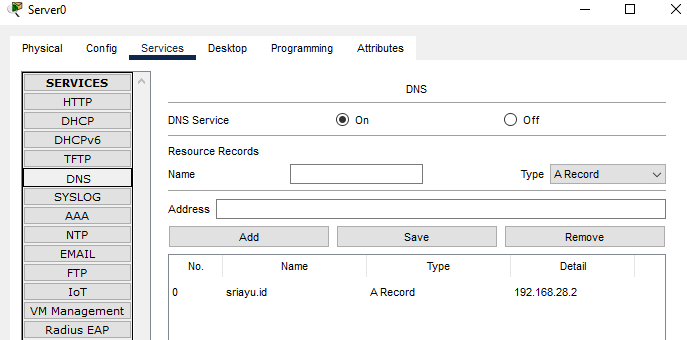 Server0
Physical Config Services Desktop Programming Attributes
SERVICES
HTTP
DHCP
DHCPv6
TFTP
DNS
SYSLOG
AAA
NTP
EMAIL
FTP
IoT
VM Management
Radius EAP
DNS
DNS Service On Off
Resource Records
Name Type A Record
Address
Add Save Remove
No. Name Type Detail
0 sriayu.id A Record 192.168.28.2